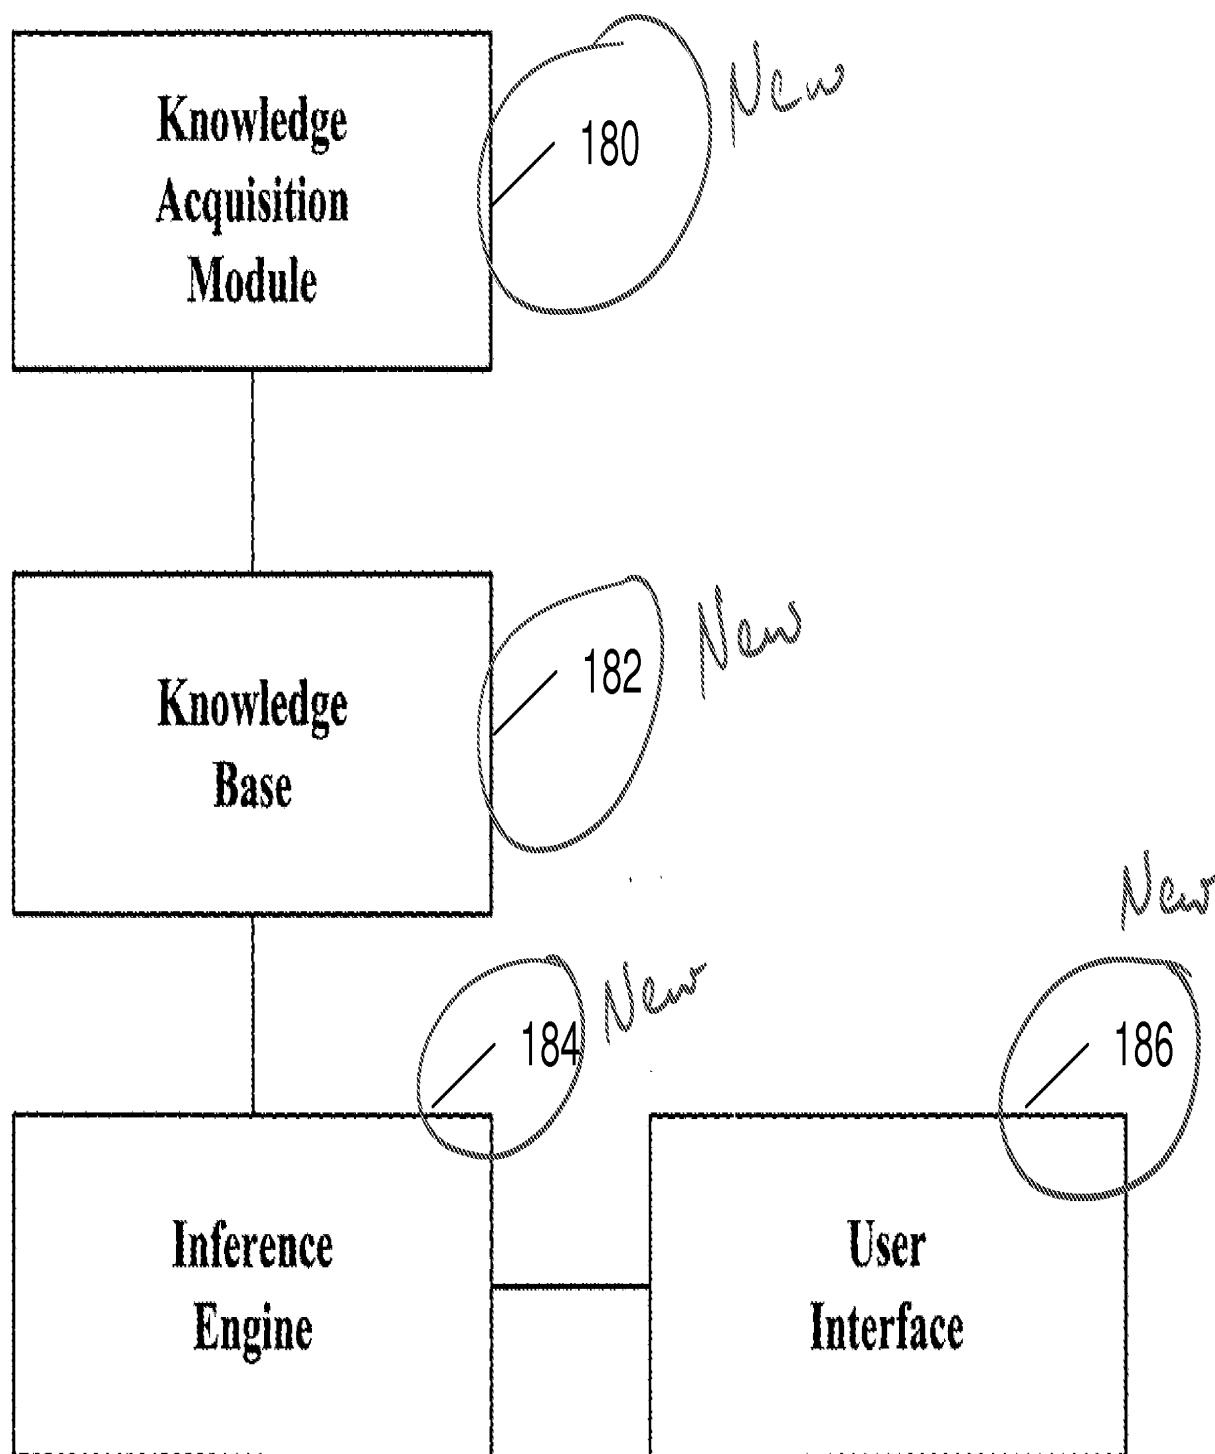 Knowledge
Acquisition
Module
180
New
Knowledge
Base
182
New
184
New
186
New
Inference
Engine
User
Interface